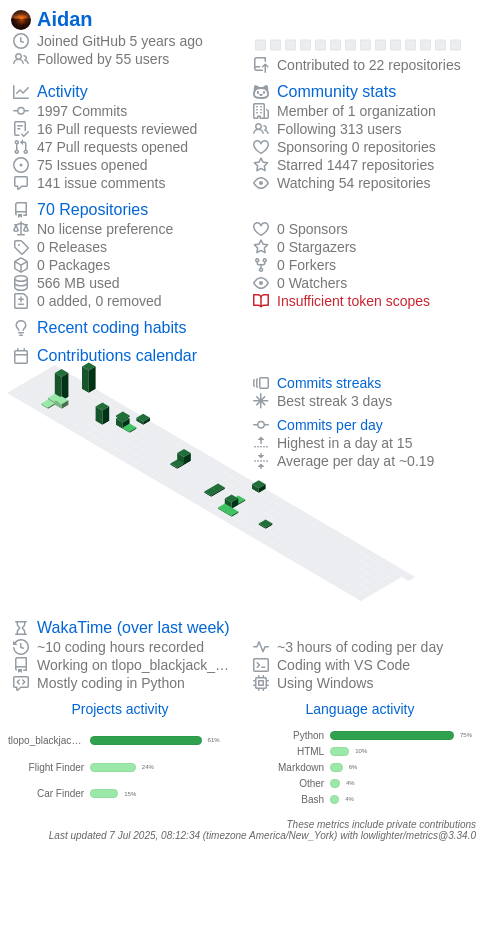 Aidan
Joined GitHub 5 years ago
Followed by 55 users
Contributed to 22 repositories
Activity
1997 Commits
16 Pull requests reviewed
47 Pull requests opened
75 Issues opened
141 issue comments
Community stats
Member of 1 organization
Following 313 users
Sponsoring 0 repositories
Starred 1447 repositories
Watching 54 repositories
70 Repositories
No license preference
0 Releases
0 Packages
566 MB used
0 added, 0 removed
0 Sponsors
0 Stargazers
0 Forkers
0 Watchers
Insufficient token scopes
Recent coding habits
Contributions calendar
Commits streaks
Best streak 3 days
Commits per day
Highest in a day at 15
Average per day at ~0.19
WakaTime (over last week)
~10 coding hours recorded
Working on tlopo_blackjack_…
Mostly coding in Python
~3 hours of coding per day
Coding with VS Code
Using Windows
Projects activity
tlopo_blackjac… 61%
Flight Finder 24%
Car Finder 15%
Language activity
Python 75%
HTML 10%
Markdown 6%
Other 4%
Bash 4%
These metrics include private contributions
Last updated 7 Jul 2025, 08:12:34 (timezone America/New_York) with lowlighter/metrics@3.34.0